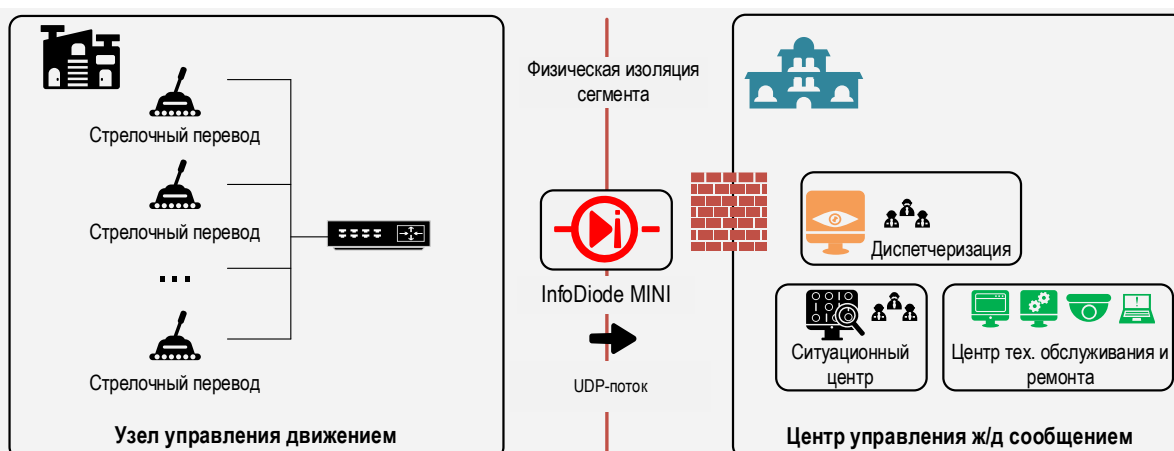 Стрелочный перевод
Стрелочный перевод
...
Стрелочный перевод
Узел управления движением
Физическая изоляция
сегмента
InfoDiode MINI
UDP-поток
Диспетчеризация
Ситуационный
центр
Центр тех. обслуживания и
ремонта
Центр управления ж/д сообщением